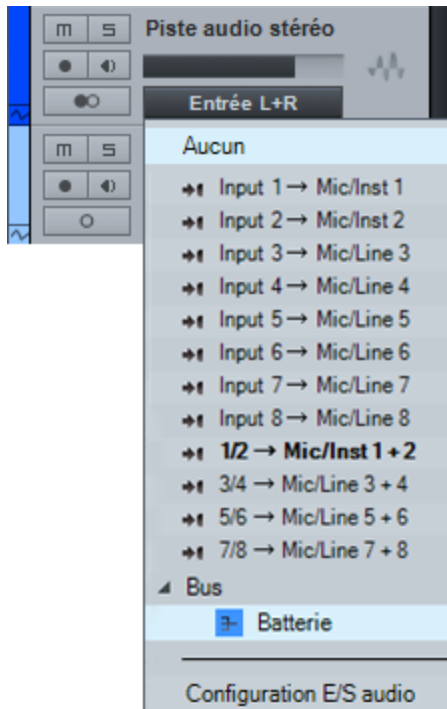 M S Piste audio stéréo
Entrée L+R
M S Aucun
Input 1 → Mic/Inst 1
Input 2 → Mic/Inst 2
Input 3 → Mic/Line 3
Input 4 → Mic/Line 4
Input 5 → Mic/Line 5
Input 6 → Mic/Line 6
Input 7 → Mic/Line 7
Input 8 → Mic/Line 8
1/2 → Mic/Inst 1 + 2
3/4 → Mic/Line 3 + 4
5/6 → Mic/Line 5 + 6
7/8 → Mic/Line 7 + 8
Bus
Batterie
Configuration E/S audio